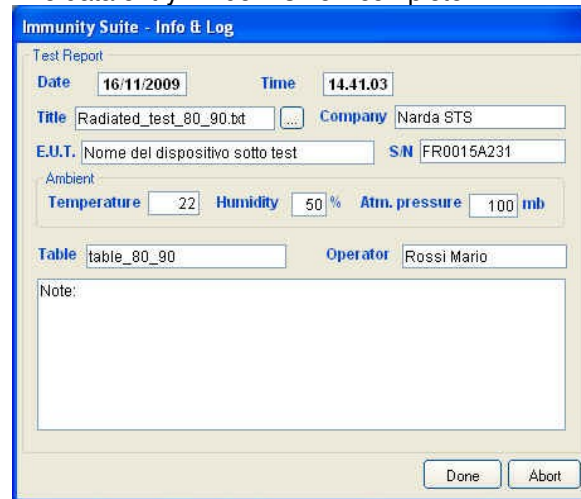 Immunity Suite - Info & Log
Test Report
Date 16/11/2009 Time 14.41.03
Title Radiated_test_80_90.txt ... Company Narda STS
E.U.T. Nome del dispositivo sotto test S/N FR0015A231
Ambient
Temperature 22 Humidity 50 % Atm. pressure 100 mb
Table table_80_90 Operator Rossi Mario
Note:
Done Abort